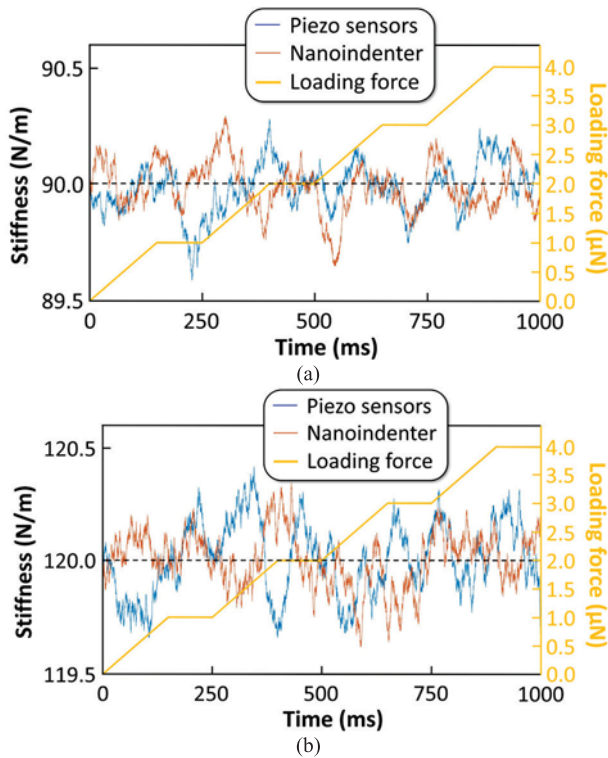 Piezo sensors
Nanoindenter
Loading force
90.5
90.0
89.5
Stiffness (N/m)
4.0
3.5
3.0
2.5
2.0
1.5
1.0
0.5
0.0
Loading force (µN)
0 250 500 750 1000
Time (ms)
(a)
Piezo sensors
Nanoindenter
Loading force
120.5
120.0
119.5
Stiffness (N/m)
4.0
3.5
3.0
2.5
2.0
1.5
1.0
0.5
0.0
Loading force (µN)
0 250 500 750 1000
Time (ms)
(b)